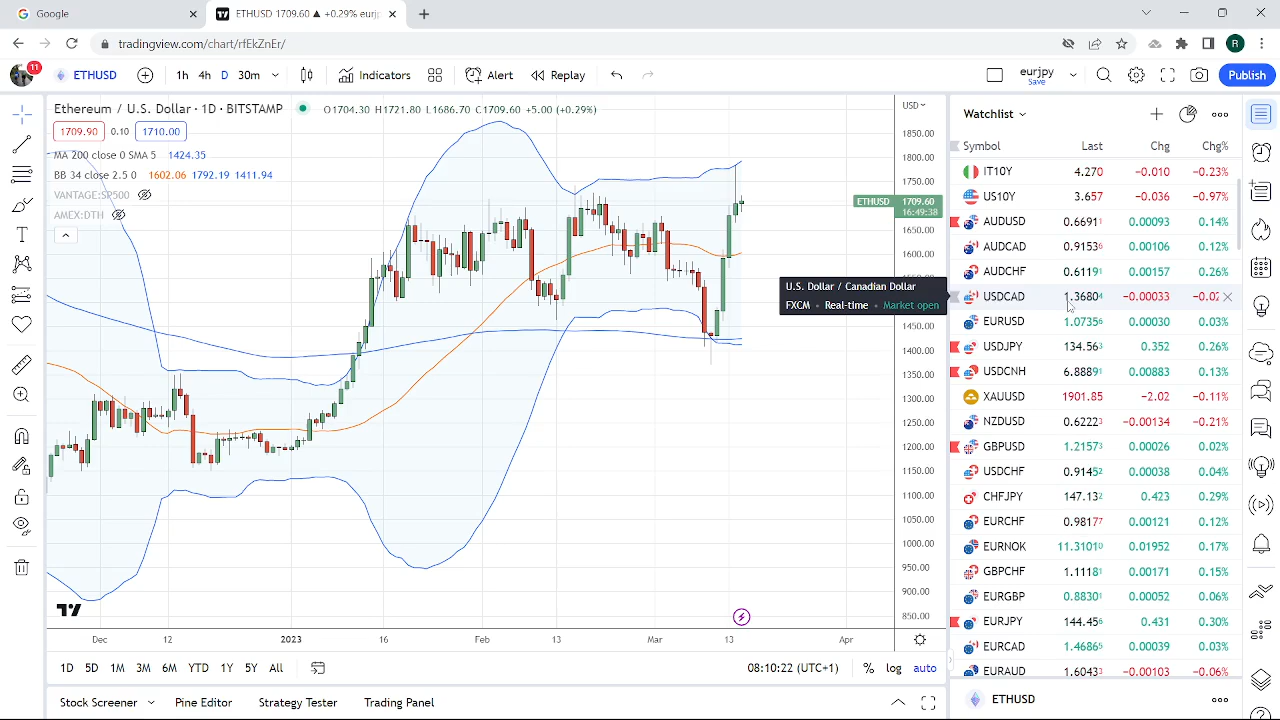 Google
ETHUSD 1709.60 ▲ +0.29% eurjp
tradingview.com/chart/rfEkZnEr/
R
11
ETHUSD
1h 4h D 30m
Indicators
Alert
Replay
eurjpy
Save
Publish
Ethereum / U.S. Dollar · 1D · BITSTAMP
O1704.30 H1721.80 L1686.70 C1709.60 +5.00 (+0.29%)
1709.90 0.10 1710.00
MA 200 close 0 SMA 5 1424.35
BB 34 close 2.5 0 1602.06 1792.19 1411.94
VANTAGE:SP500
AMEX:DTH
USD
1850.00
1800.00
1750.00
ETHUSD 1709.60
16:49:38
1650.00
1600.00
1450.00
1400.00
1350.00
1300.00
1250.00
1200.00
1150.00
1100.00
1050.00
1000.00
950.00
900.00
850.00
Dec 12 2023 16 Feb 13 Mar 13 Apr
U.S. Dollar / Canadian Dollar
FXCM • Real-time • Market open
Watchlist
Symbol Last Chg Chg%
IT10Y 4.270 −0.010 −0.23%
US10Y 3.657 −0.036 −0.97%
AUDUSD 0.66911 0.00093 0.14%
AUDCAD 0.91536 0.00106 0.12%
AUDCHF 0.61191 0.00157 0.26%
USDCAD 1.36804 −0.00033 −0.02
EURUSD 1.07356 0.00030 0.03%
USDJPY 134.563 0.352 0.26%
USDCNH 6.88891 0.00883 0.13%
XAUUSD 1901.85 −2.02 −0.11%
NZDUSD 0.62223 −0.00134 −0.21%
GBPUSD 1.21573 0.00026 0.02%
USDCHF 0.91452 0.00038 0.04%
CHFJPY 147.132 0.423 0.29%
EURCHF 0.98177 0.00121 0.12%
EURNOK 11.31010 0.01952 0.17%
GBPCHF 1.11181 0.00171 0.15%
EURGBP 0.88301 0.00052 0.06%
EURJPY 144.456 0.431 0.30%
EURCAD 1.46865 0.00039 0.03%
EURAUD 1.60433 −0.00103 −0.06%
1D 5D 1M 3M 6M YTD 1Y 5Y All
08:10:22 (UTC+1)
% log auto
Stock Screener
Pine Editor
Strategy Tester
Trading Panel
ETHUSD